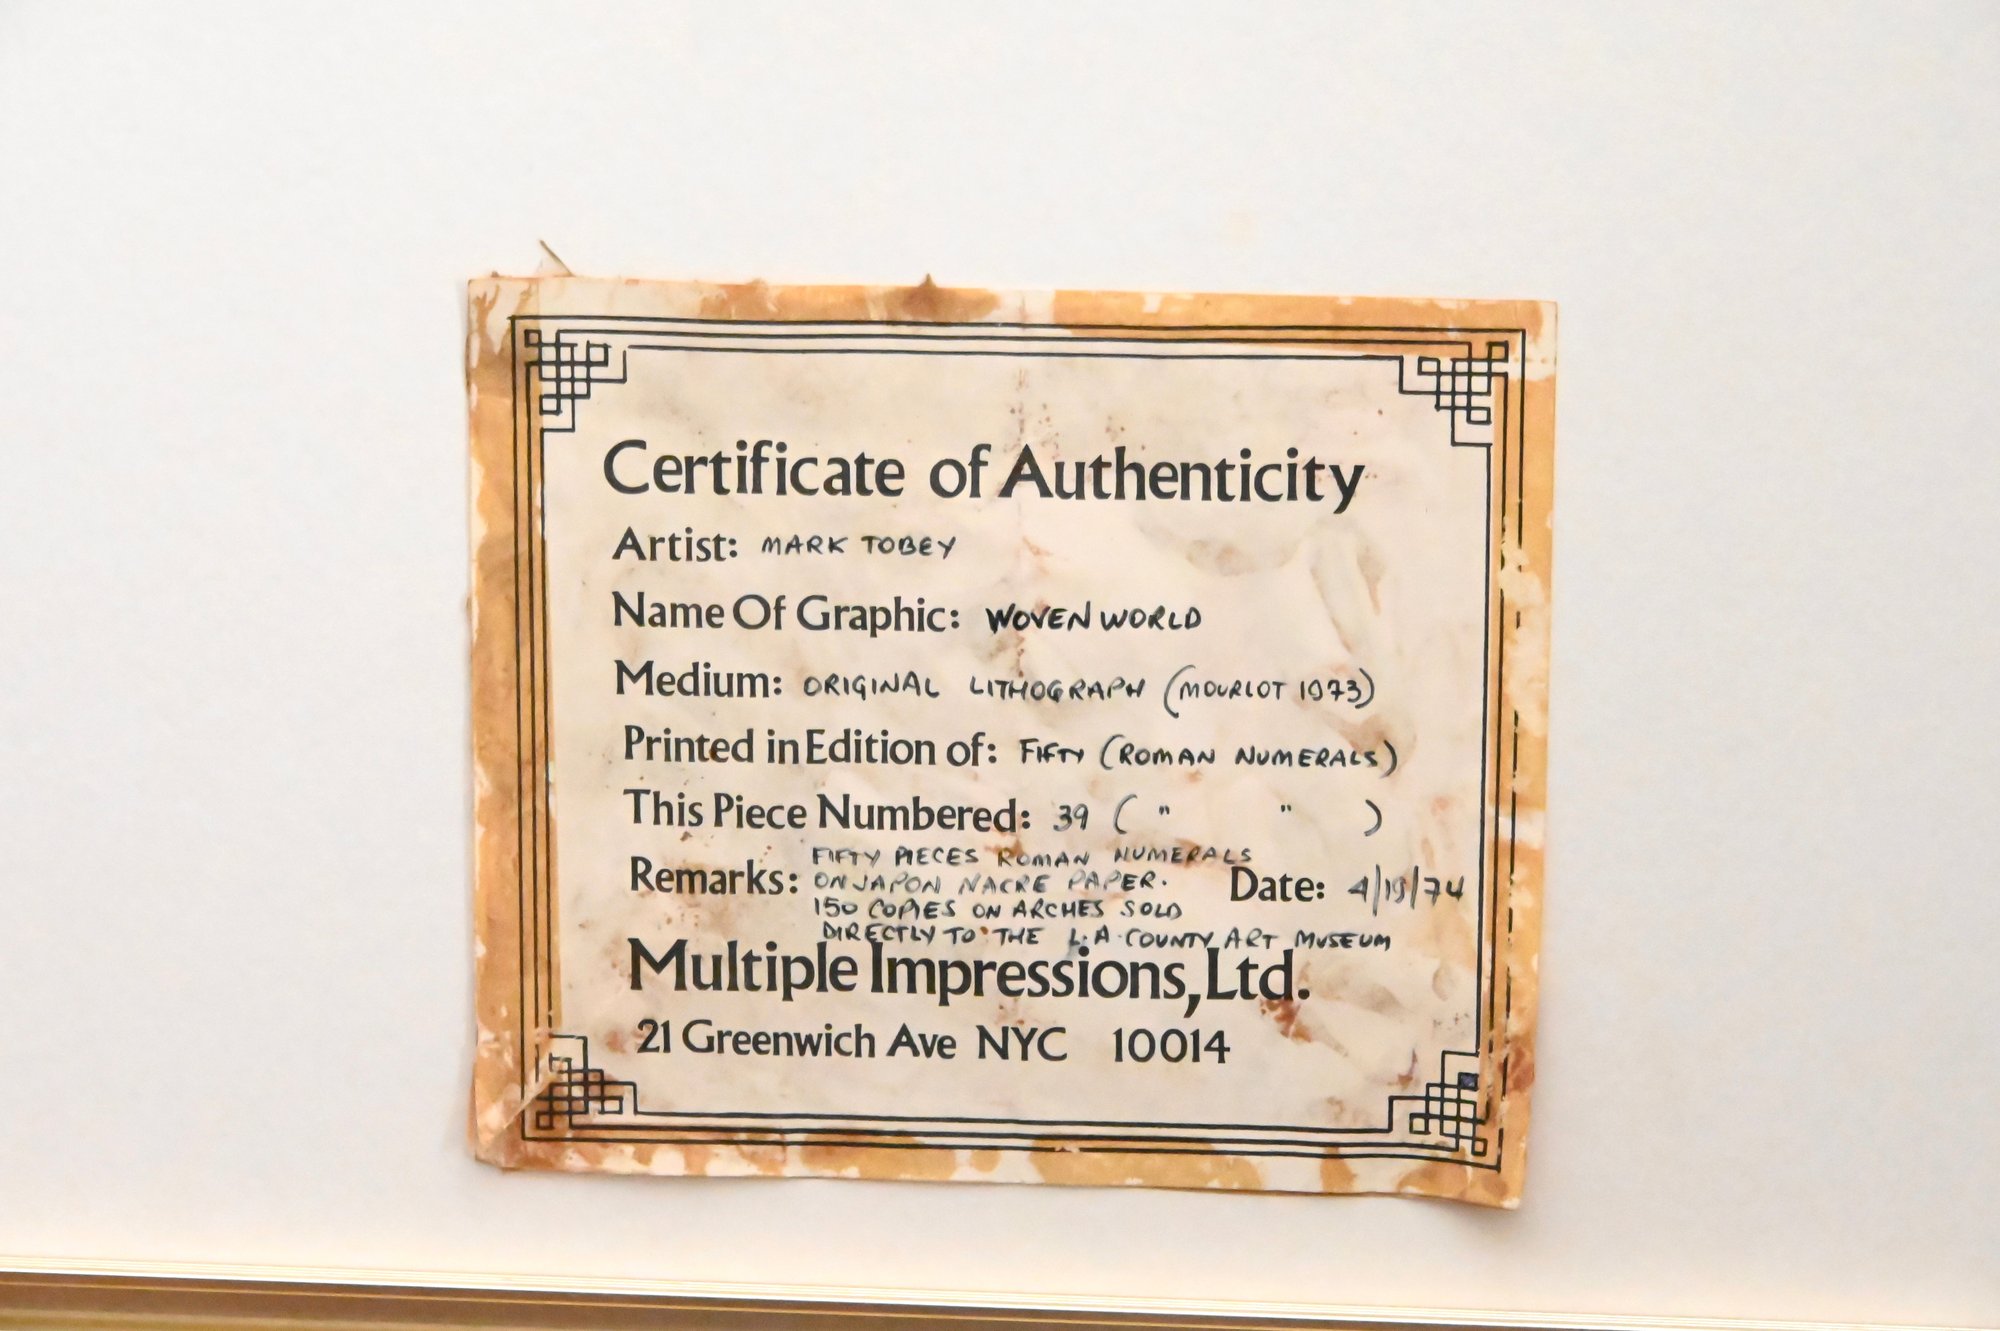 Certificate of Authenticity
Artist: MARK TOBEY
Name Of Graphic: WOVEN WORLD
Medium: ORIGINAL LITHOGRAPH (MOURLOT 1973)
Printed in Edition of: FIFTY (ROMAN NUMERALS)
This Piece Numbered: 39 ( " " )
Remarks: FIFTY PIECES ROMAN NUMERALS
ON JAPON NACRE PAPER.
150 COPIES ON ARCHES SOLD
DIRECTLY TO THE L.A. COUNTY ART MUSEUM
Date: 4/19/74
Multiple Impressions, Ltd.
21 Greenwich Ave NYC 10014